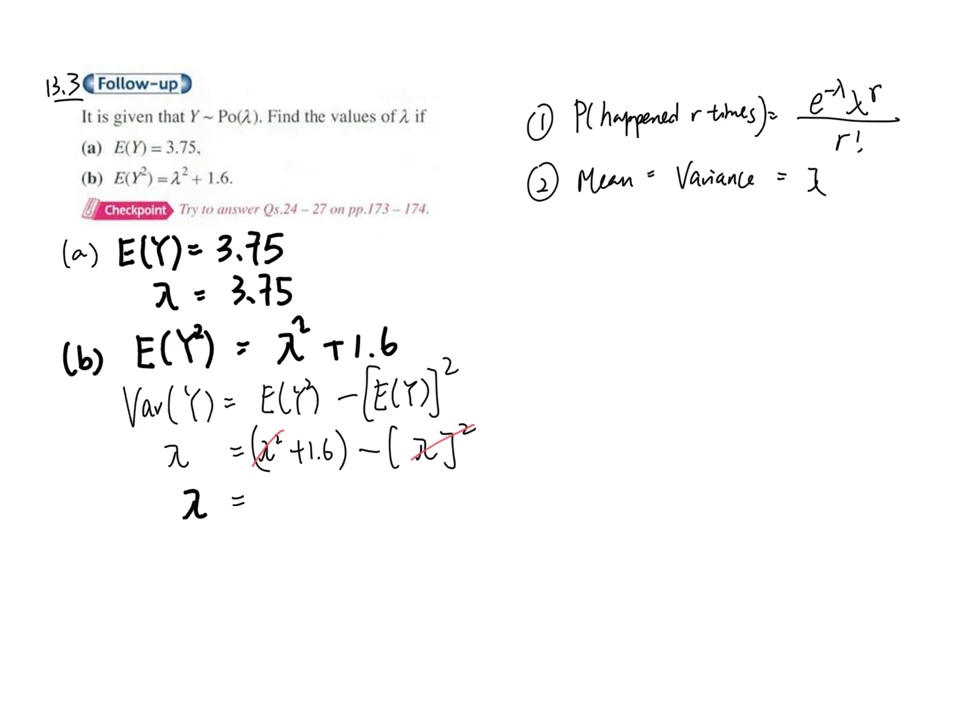 13.3 Follow-up
It is given that Y ~ Po(λ). Find the values of λ if
(a) E(Y) = 3.75,
(b) E(Y²) = λ² + 1.6.
Checkpoint Try to answer Qs.24 – 27 on pp.173 – 174.
(a) E(Y) = 3.75
λ = 3.75
(b) E(Y²) = λ² + 1.6
Var(Y) = E(Y²) – [E(Y)]²
λ = (λ² + 1.6) – [λ]²
λ =
① P(happened r times) = e^-λ λ^r / r!
② Mean = Variance = λ